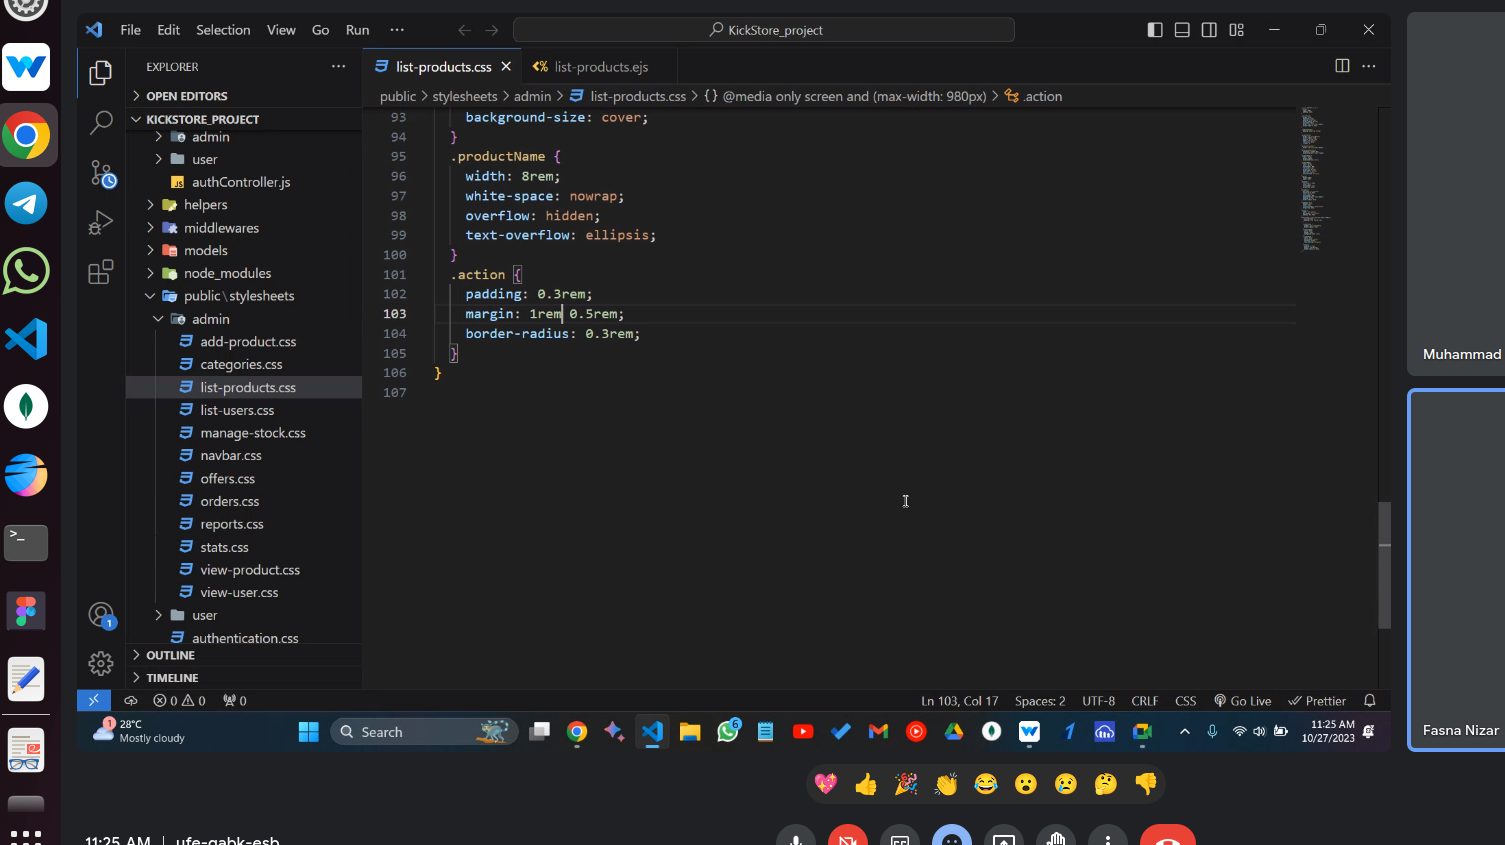 File Edit Selection View Go Run ···
KickStore_project
EXPLORER ···
list-products.css
list-products.ejs
OPEN EDITORS
public > stylesheets > admin > list-products.css > {} @media only screen and (max-width: 980px) > .action
KICKSTORE_PROJECT
admin
user
authController.js
helpers
middlewares
models
node_modules
public\stylesheets
admin
add-product.css
categories.css
list-products.css
list-users.css
manage-stock.css
navbar.css
offers.css
orders.css
reports.css
stats.css
view-product.css
view-user.css
user
authentication.css
OUTLINE
TIMELINE
93 background-size: cover;
94 }
95 .productName {
96 width: 8rem;
97 white-space: nowrap;
98 overflow: hidden;
99 text-overflow: ellipsis;
100 }
101 .action {
102 padding: 0.3rem;
103 margin: 1rem 0.5rem;
104 border-radius: 0.3rem;
105 }
106 }
107
1
0 0 0
Ln 103, Col 17 Spaces: 2 UTF-8 CRLF CSS Go Live Prettier
1
28°C
Mostly cloudy
Search
6
11:25 AM
10/27/2023
Muhammad
Fasna Nizar
11:25 AM | ufe-gabk-esb